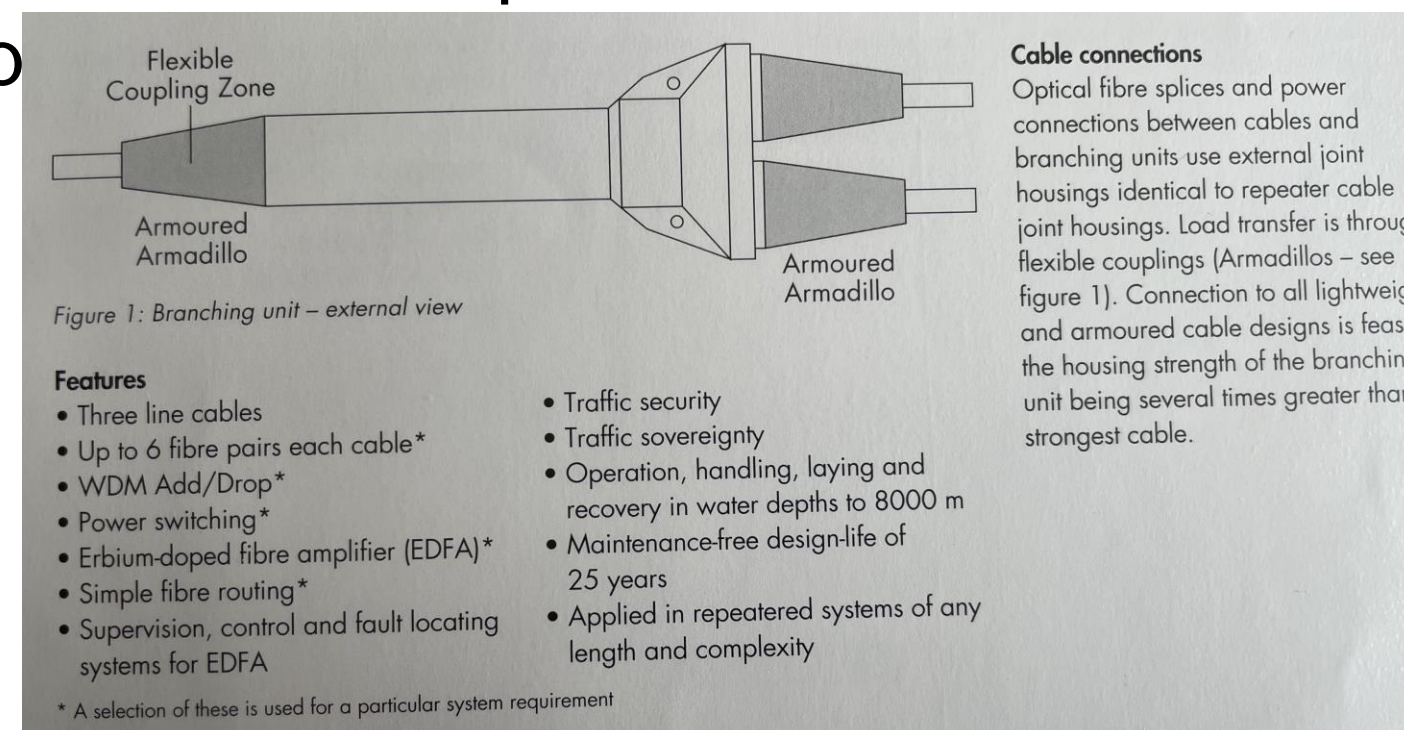 Flexible
Coupling Zone
Armoured
Armadillo
Armoured
Armadillo
Figure 1: Branching unit – external view
Features
• Three line cables
• Up to 6 fibre pairs each cable*
• WDM Add/Drop*
• Power switching*
• Erbium-doped fibre amplifier (EDFA)*
• Simple fibre routing*
• Supervision, control and fault locating
systems for EDFA
* A selection of these is used for a particular system requirement
• Traffic security
• Traffic sovereignty
• Operation, handling, laying and
recovery in water depths to 8000 m
• Maintenance-free design-life of
25 years
• Applied in repeatered systems of any
length and complexity
Cable connections
Optical fibre splices and power
connections between cables and
branching units use external joint
housings identical to repeater cable
joint housings. Load transfer is
flexible couplings (Armadillos – see
figure 1). Connection to all
and armoured cable designs is
the housing strength of the
unit being several times greater
strongest cable.